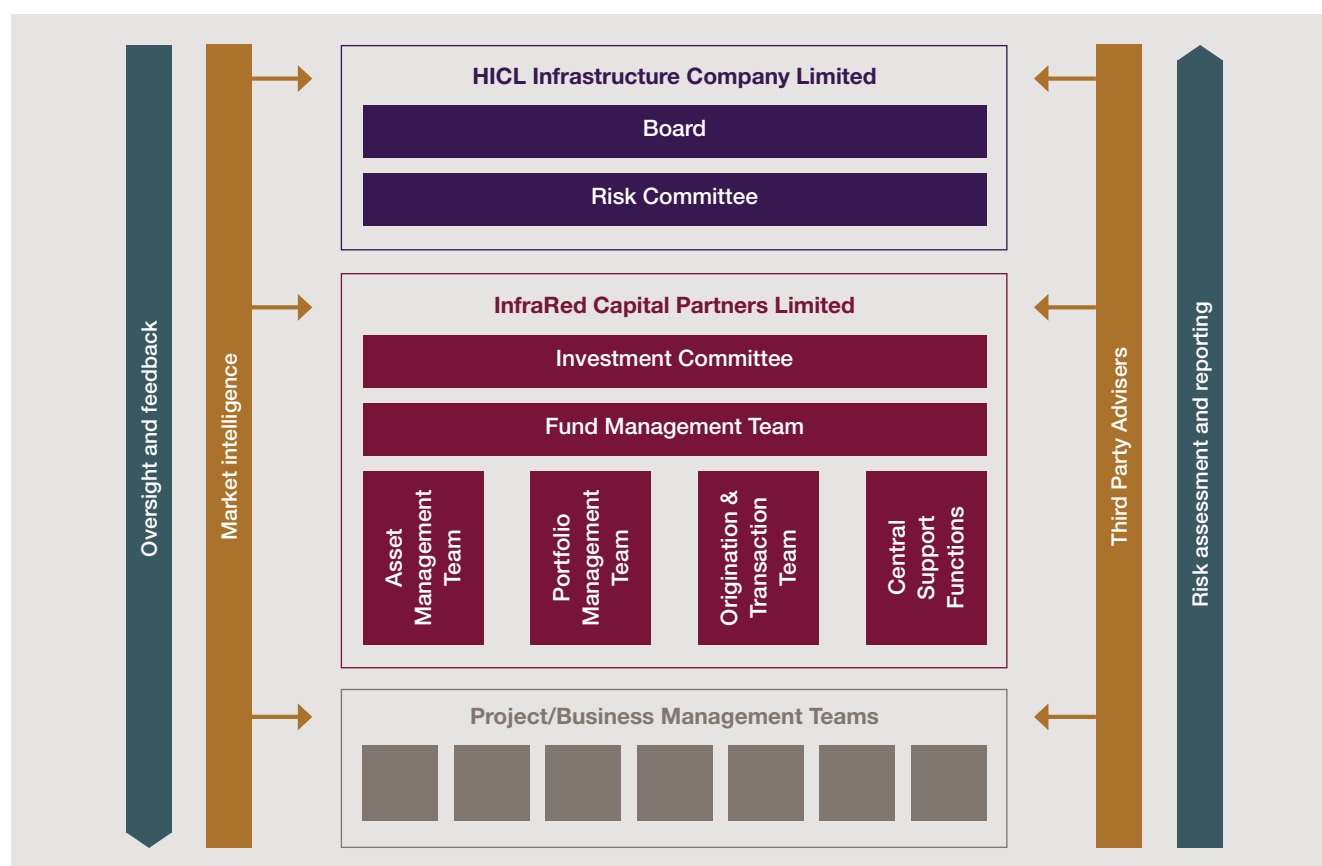 HICL Infrastructure Company Limited
Board
Risk Committee
InfraRed Capital Partners Limited
Investment Committee
Fund Management Team
Asset
Management
Team
Portfolio
Management
Team
Origination &
Transaction
Team
Central
Support
Functions
Project/Business Management Teams
Oversight and feedback
Market intelligence
Third Party Advisers
Risk assessment and reporting